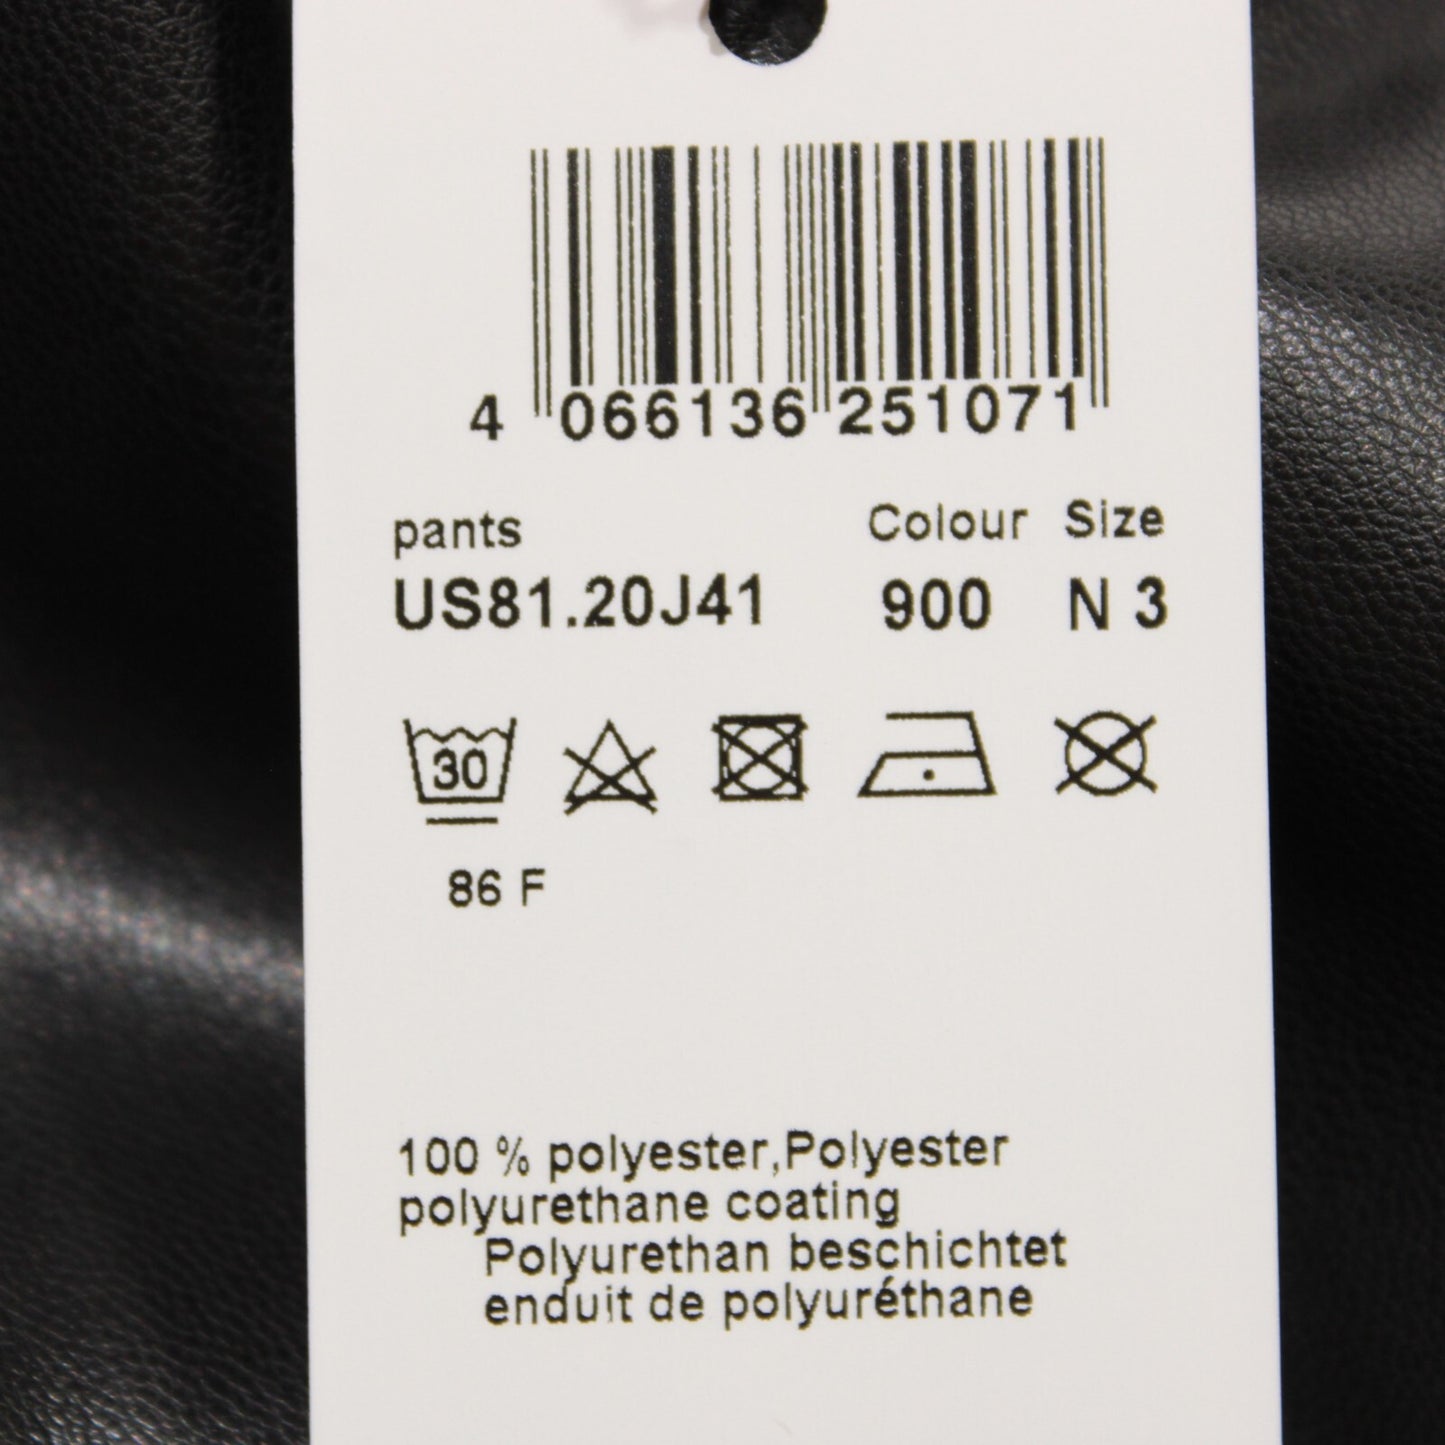 4 066136 251071
pants Colour Size
US81.20J41 900 N 3
30
86 F
100 % polyester,Polyester
polyurethane coating
Polyurethan beschichtet
enduit de polyuréthane